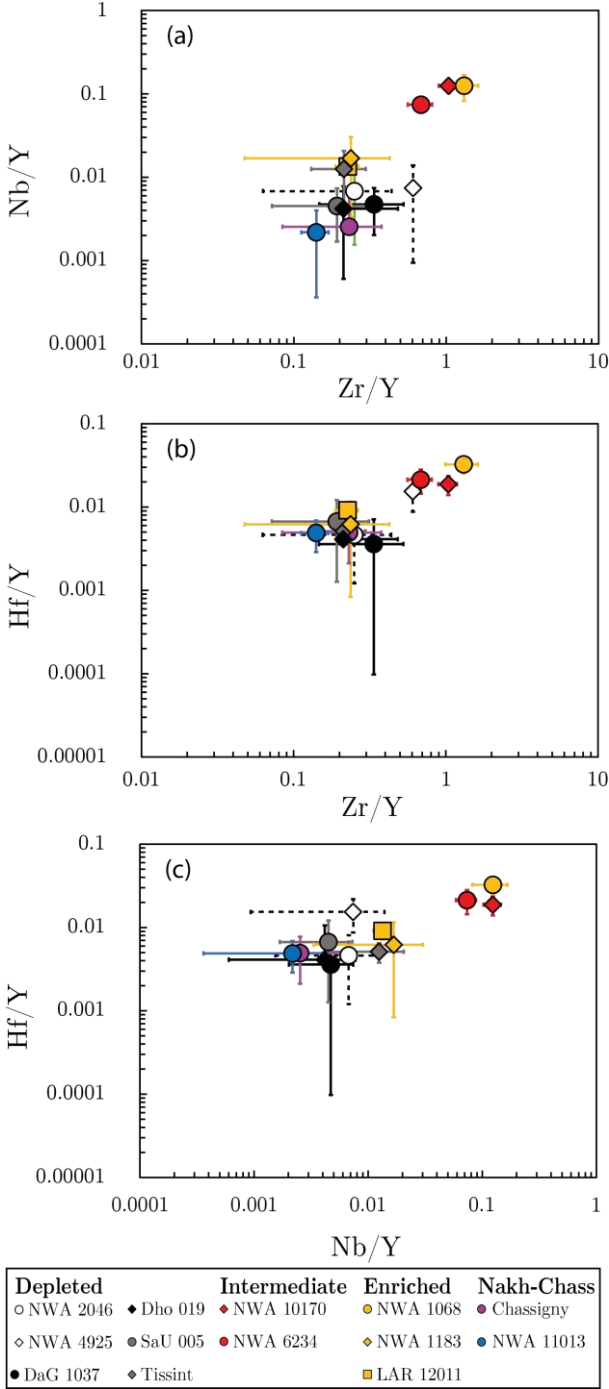 (a)
1
0.1
0.01
0.001
0.0001
Nb/Y
0.01 0.1 1 10
Zr/Y
(b)
0.1
0.01
0.001
0.0001
0.00001
Hf/Y
0.01 0.1 1 10
Zr/Y
(c)
0.1
0.01
0.001
0.0001
0.00001
Hf/Y
0.0001 0.001 0.01 0.1 1
Nb/Y
Depleted Intermediate Enriched Nakh-Chass
NWA 2046 Dho 019 NWA 10170 NWA 1068 Chassigny
NWA 4925 SaU 005 NWA 6234 NWA 1183 NWA 11013
DaG 1037 Tissint LAR 12011